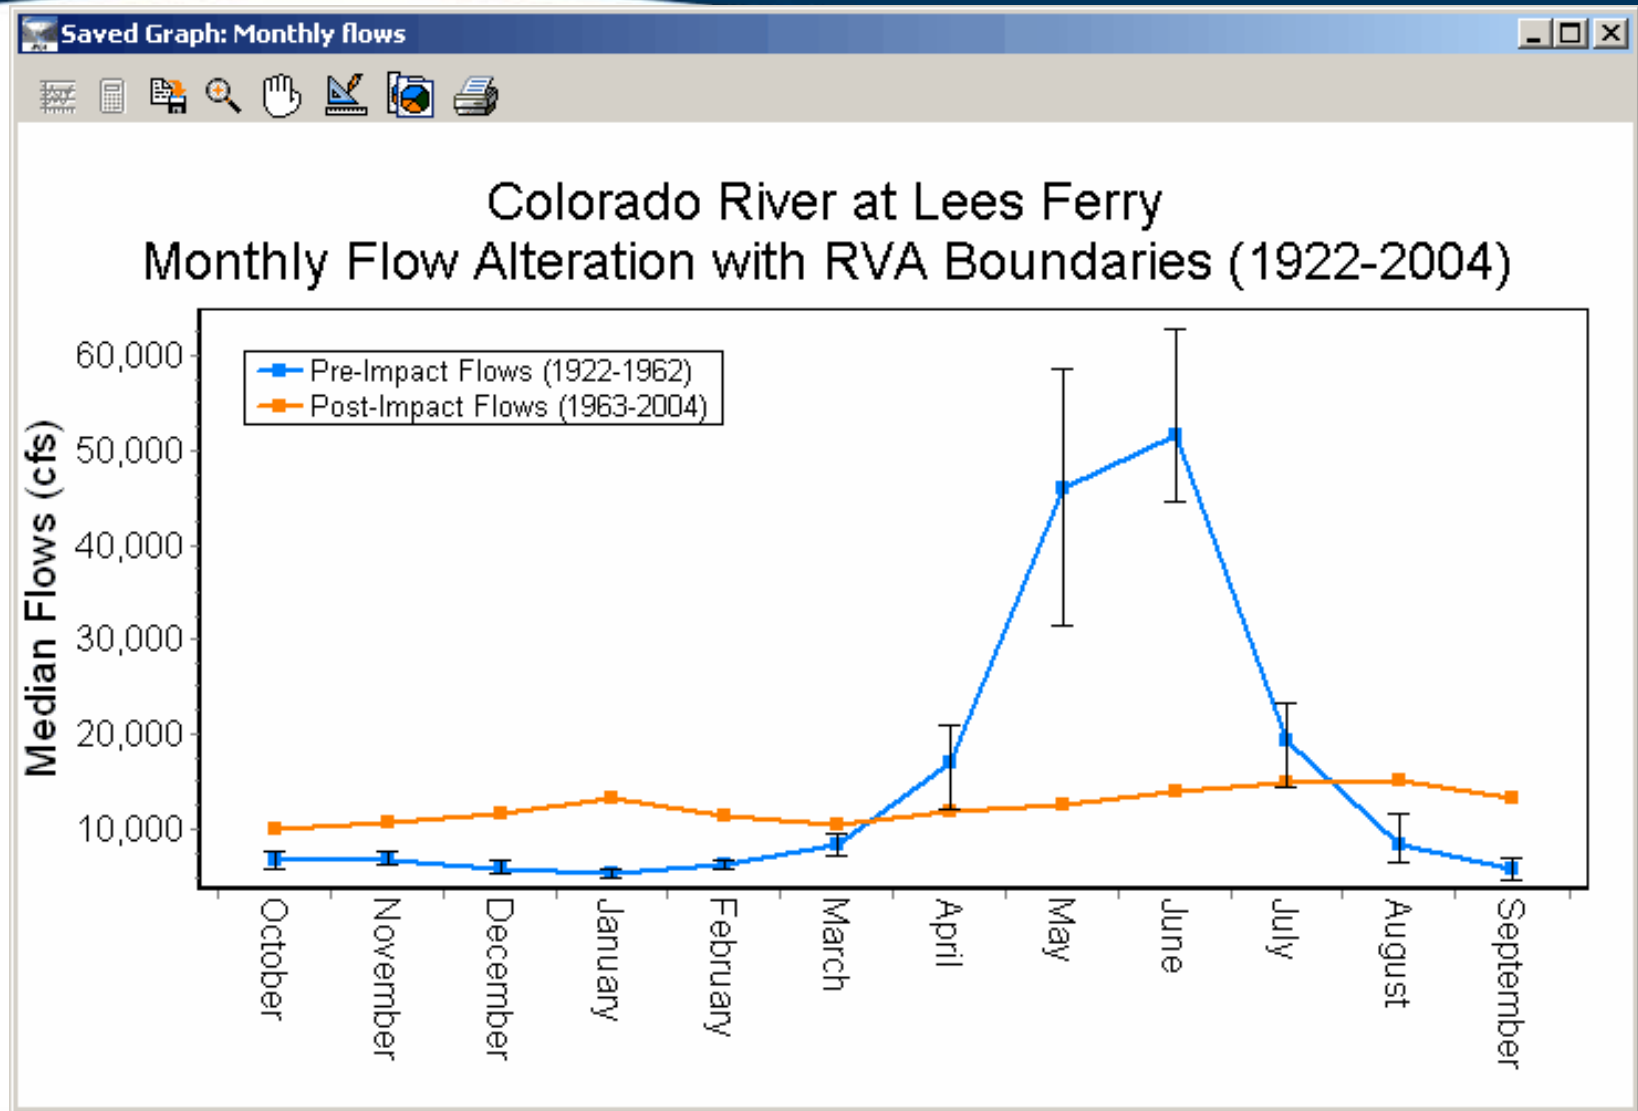 Saved Graph: Monthly flows
Colorado River at Lees Ferry
Monthly Flow Alteration with RVA Boundaries (1922-2004)
Pre-Impact Flows (1922-1962)
Post-Impact Flows (1963-2004)
Median Flows (cfs)
60,000
50,000
40,000
30,000
20,000
10,000
October
November
December
January
February
March
April
May
June
July
August
September